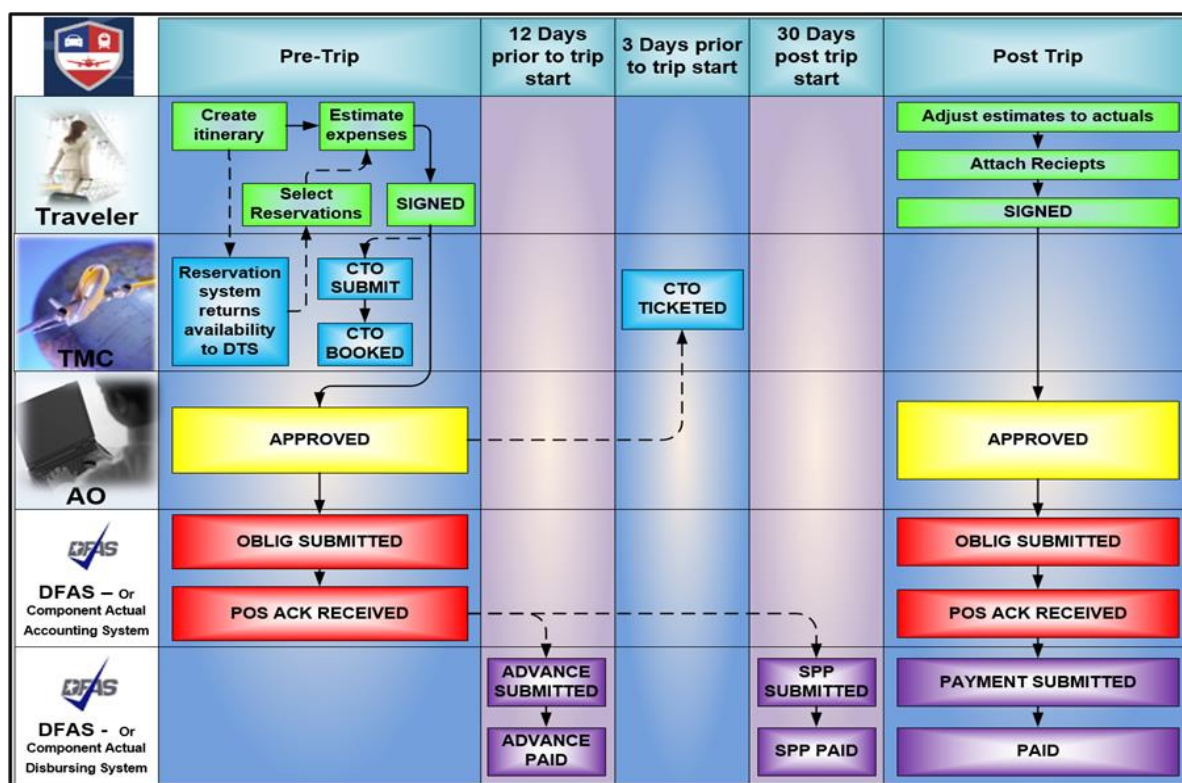 Pre-Trip
12 Days
prior to trip
start
3 Days prior
to trip start
30 Days
post trip
start
Post Trip
Traveler
Create
itinerary
Estimate
expenses
Select
Reservations
SIGNED
Adjust estimates to actuals
Attach Reciepts
SIGNED
TMC
Reservation
system
returns
availability
to DTS
CTO
SUBMIT
CTO
BOOKED
CTO
TICKETED
AO
APPROVED
APPROVED
DFAS
DFAS – Or
Component Actual
Accounting System
OBLIG SUBMITTED
POS ACK RECEIVED
OBLIG SUBMITTED
POS ACK RECEIVED
DFAS
DFAS - Or
Component Actual
Disbursing System
ADVANCE
SUBMITTED
ADVANCE
PAID
SPP
SUBMITTED
SPP PAID
PAYMENT SUBMITTED
PAID